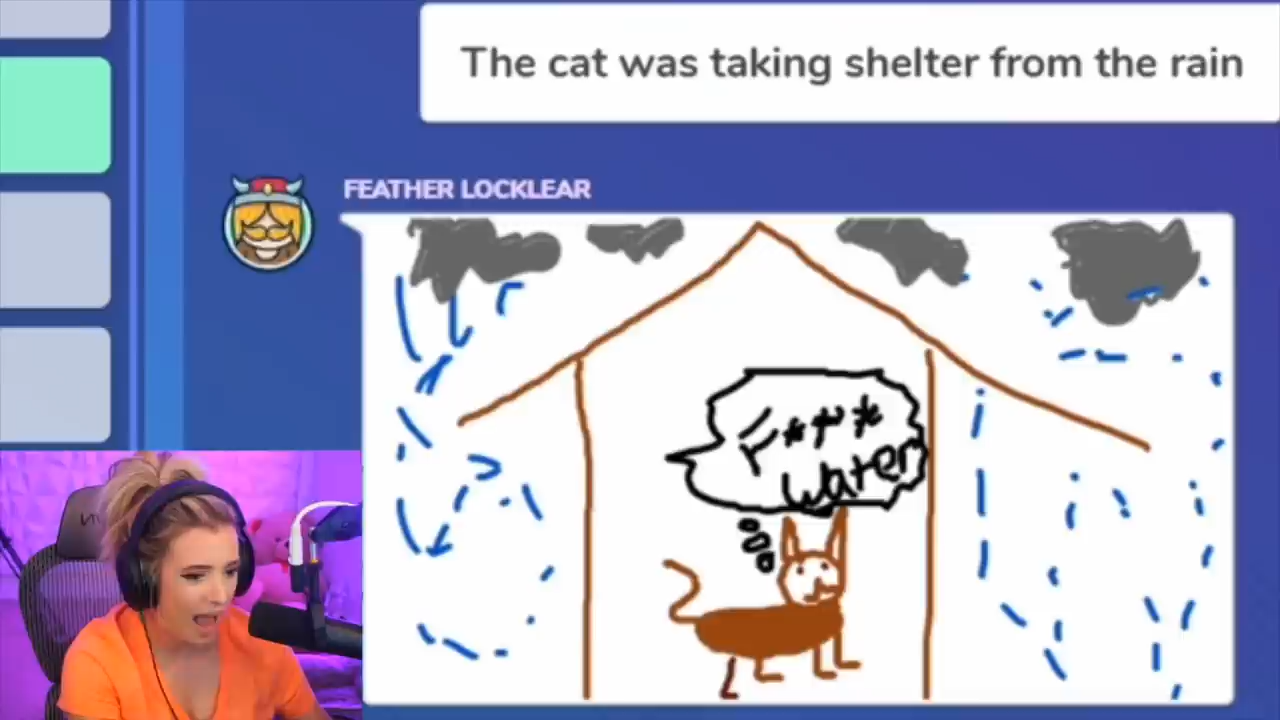 The cat was taking shelter from the rain
FEATHER LOCKLEAR
F***
water